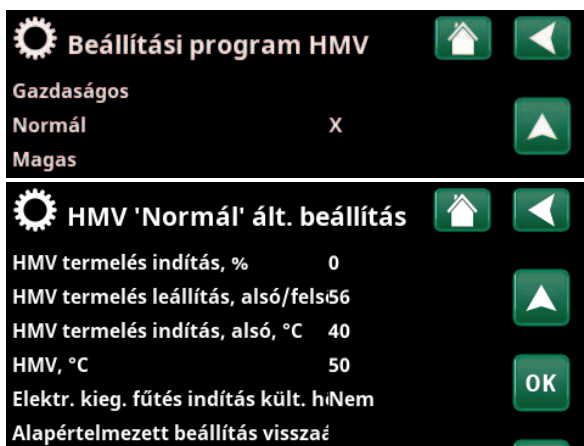 Beállítási program HMV
Gazdaságos
Normál X
Magas
HMV 'Normál' ált. beállítás
HMV termelés indítás, % 0
HMV termelés leállítás, alsó/fels 56
HMV termelés indítás, alsó, °C 40
HMV, °C 50
OK
Elektr. kieg. fűtés indítás kült. h Nem
Alapértelmezett beállítás visszaá